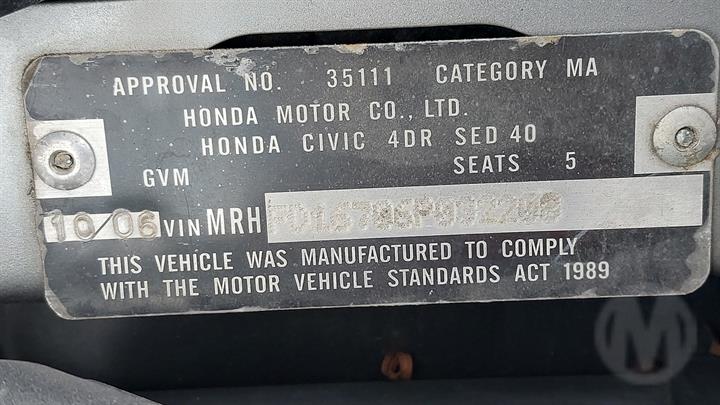 APPROVAL NO. 35111 CATEGORY MA
HONDA MOTOR CO., LTD.
HONDA CIVIC 4DR SED 40
GVM SEATS 5
10/06 VIN MRH
THIS VEHICLE WAS MANUFACTURED TO COMPLY
WITH THE MOTOR VEHICLE STANDARDS ACT 1989
M